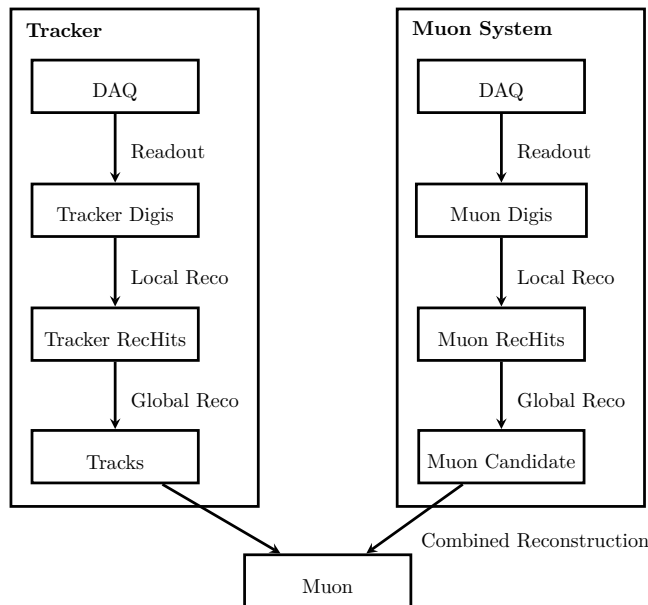 Tracker
DAQ
Readout
Tracker Digis
Local Reco
Tracker RecHits
Global Reco
Tracks
Muon System
DAQ
Readout
Muon Digis
Local Reco
Muon RecHits
Global Reco
Muon Candidate
Combined Reconstruction
Muon